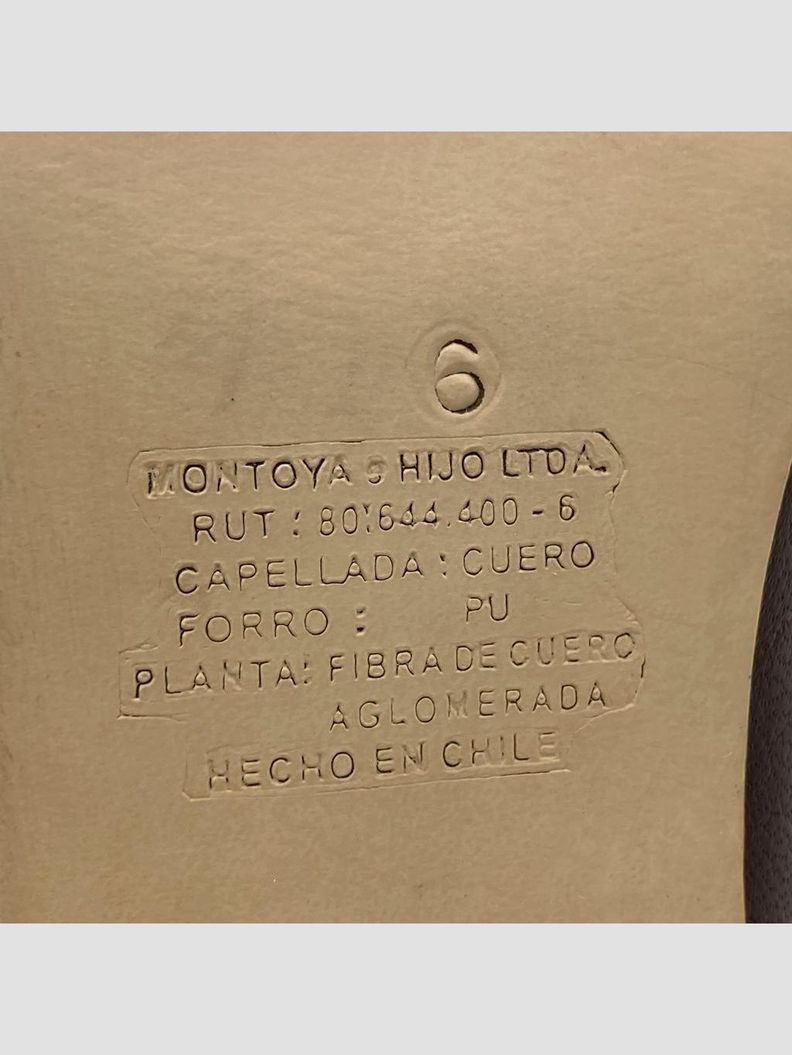 6
MONTOYA e HIJO LTDA.
RUT : 80.644.400 - 6
CAPELLADA : CUERO
FORRO : PU
PLANTA: FIBRA DE CUERO
AGLOMERADA
HECHO EN CHILE